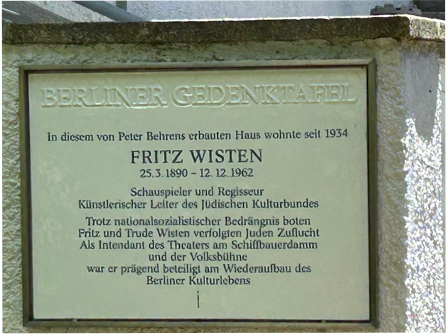 BERLINER GEDENKTAFEL
In diesem von Peter Behrens erbauten Haus wohnte seit 1934
FRITZ WISTEN
25.3.1890 - 12.12.1962
Schauspieler und Regisseur
Künstlerischer Leiter des Jüdischen Kulturbundes
Trotz nationalsozialistischer Bedrängnis boten
Fritz und Trude Wisten verfolgten Juden Zuflucht
Als Intendant des Theaters am Schiffbauerdamm
und der Volksbühne
war er prägend beteiligt am Wiederaufbau des
Berliner Kulturlebens